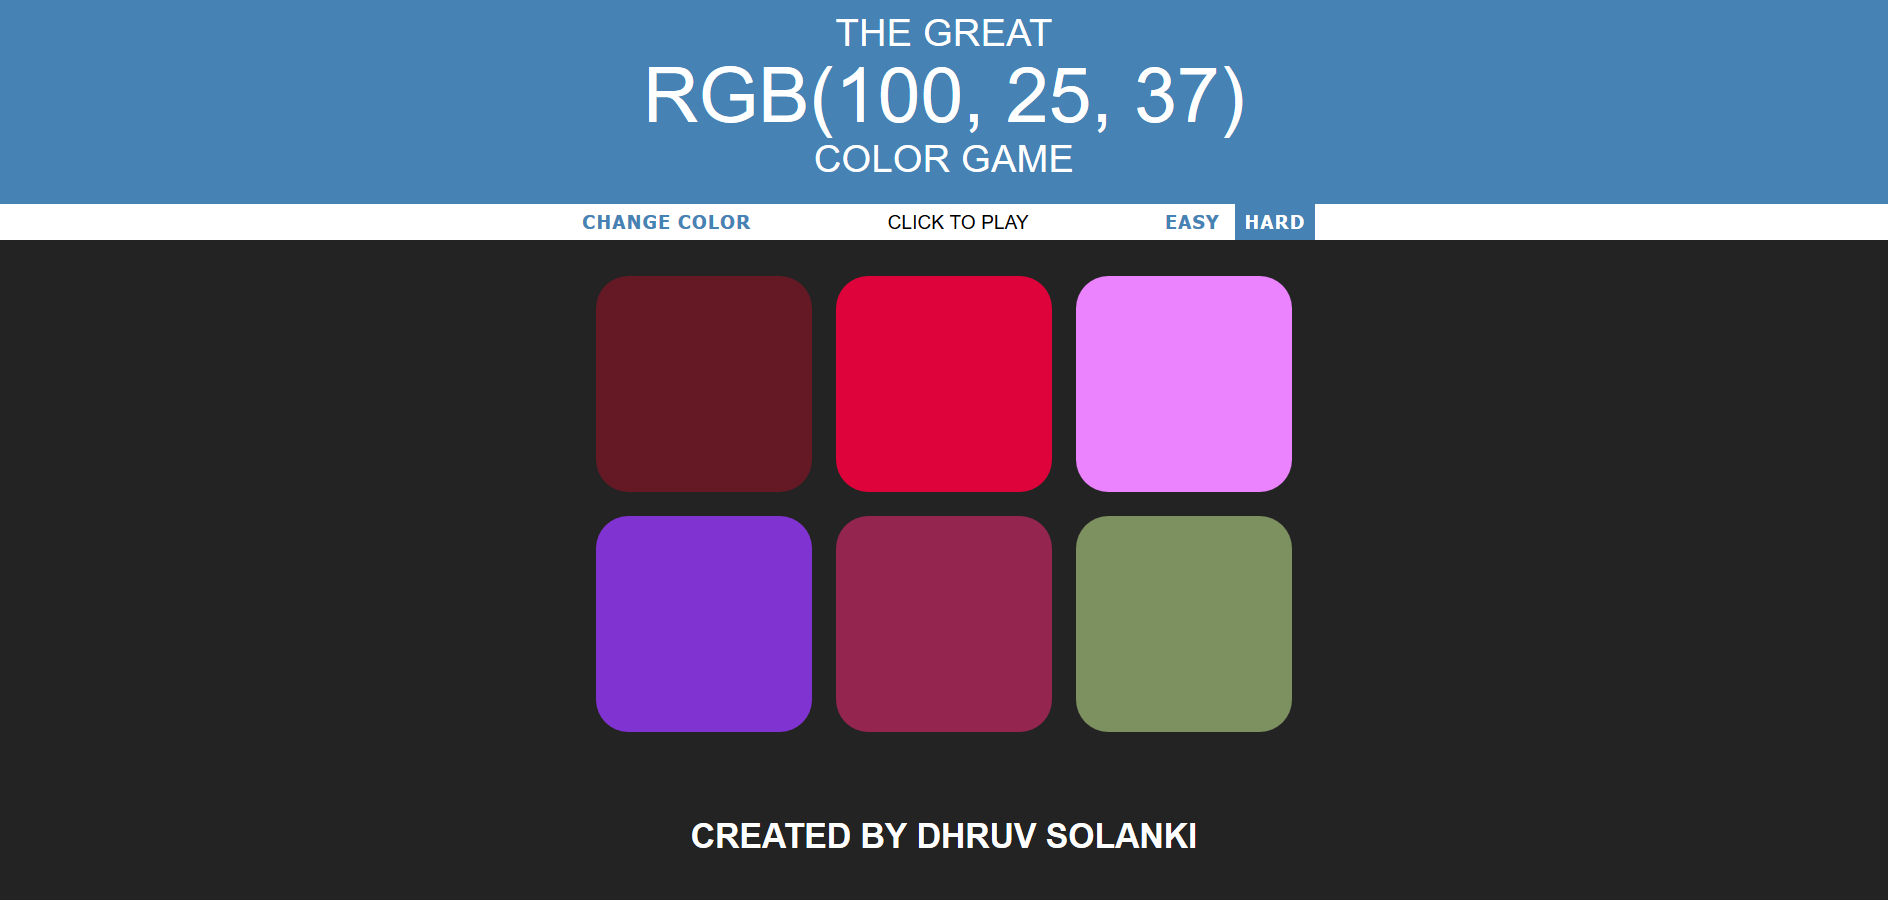 THE GREAT
RGB(100, 25, 37)
COLOR GAME
CHANGE COLOR CLICK TO PLAY EASY HARD
CREATED BY DHRUV SOLANKI